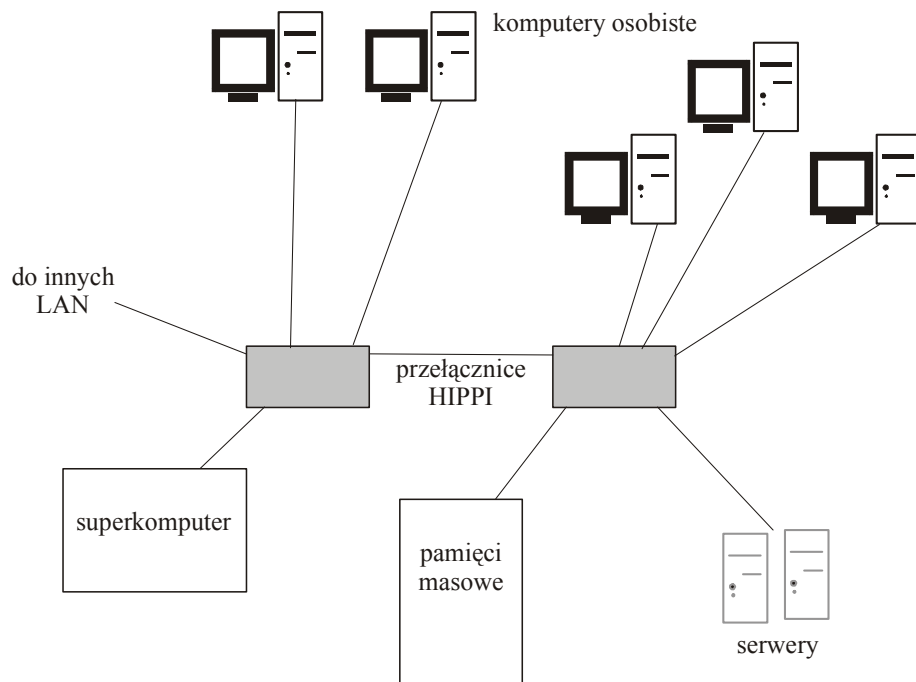 komputery osobiste
do innych
LAN
przełącznice
HIPPI
superkomputer
pamięci
masowe
serwery